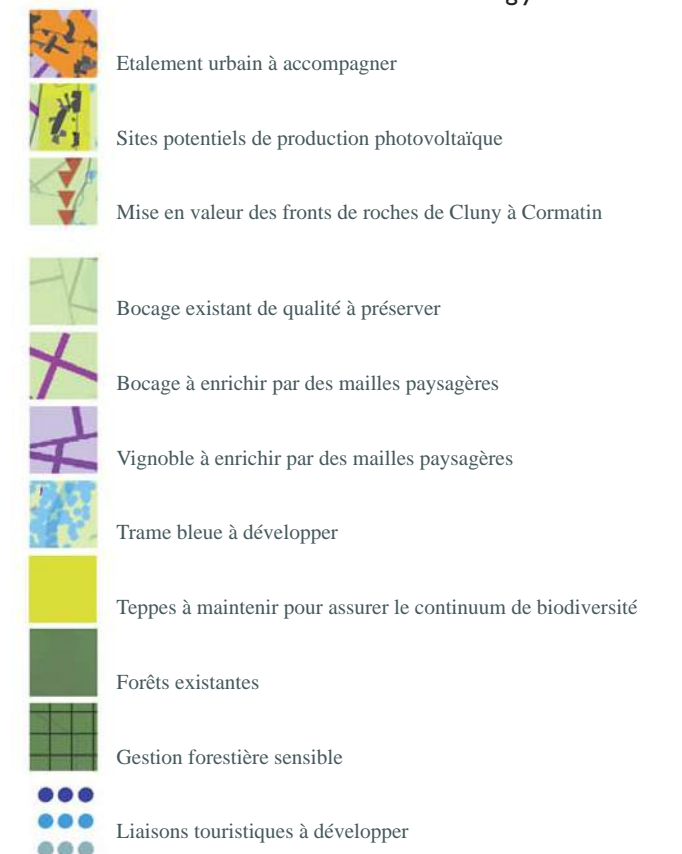 Etalement urbain à accompagner
Sites potentiels de production photovoltaïque
Mise en valeur des fronts de roches de Cluny à Cormatin
Bocage existant de qualité à préserver
Bocage à enrichir par des mailles paysagères
Vignoble à enrichir par des mailles paysagères
Trame bleue à développer
Teppes à maintenir pour assurer le continuum de biodiversité
Forêts existantes
Gestion forestière sensible
Liaisons touristiques à développer